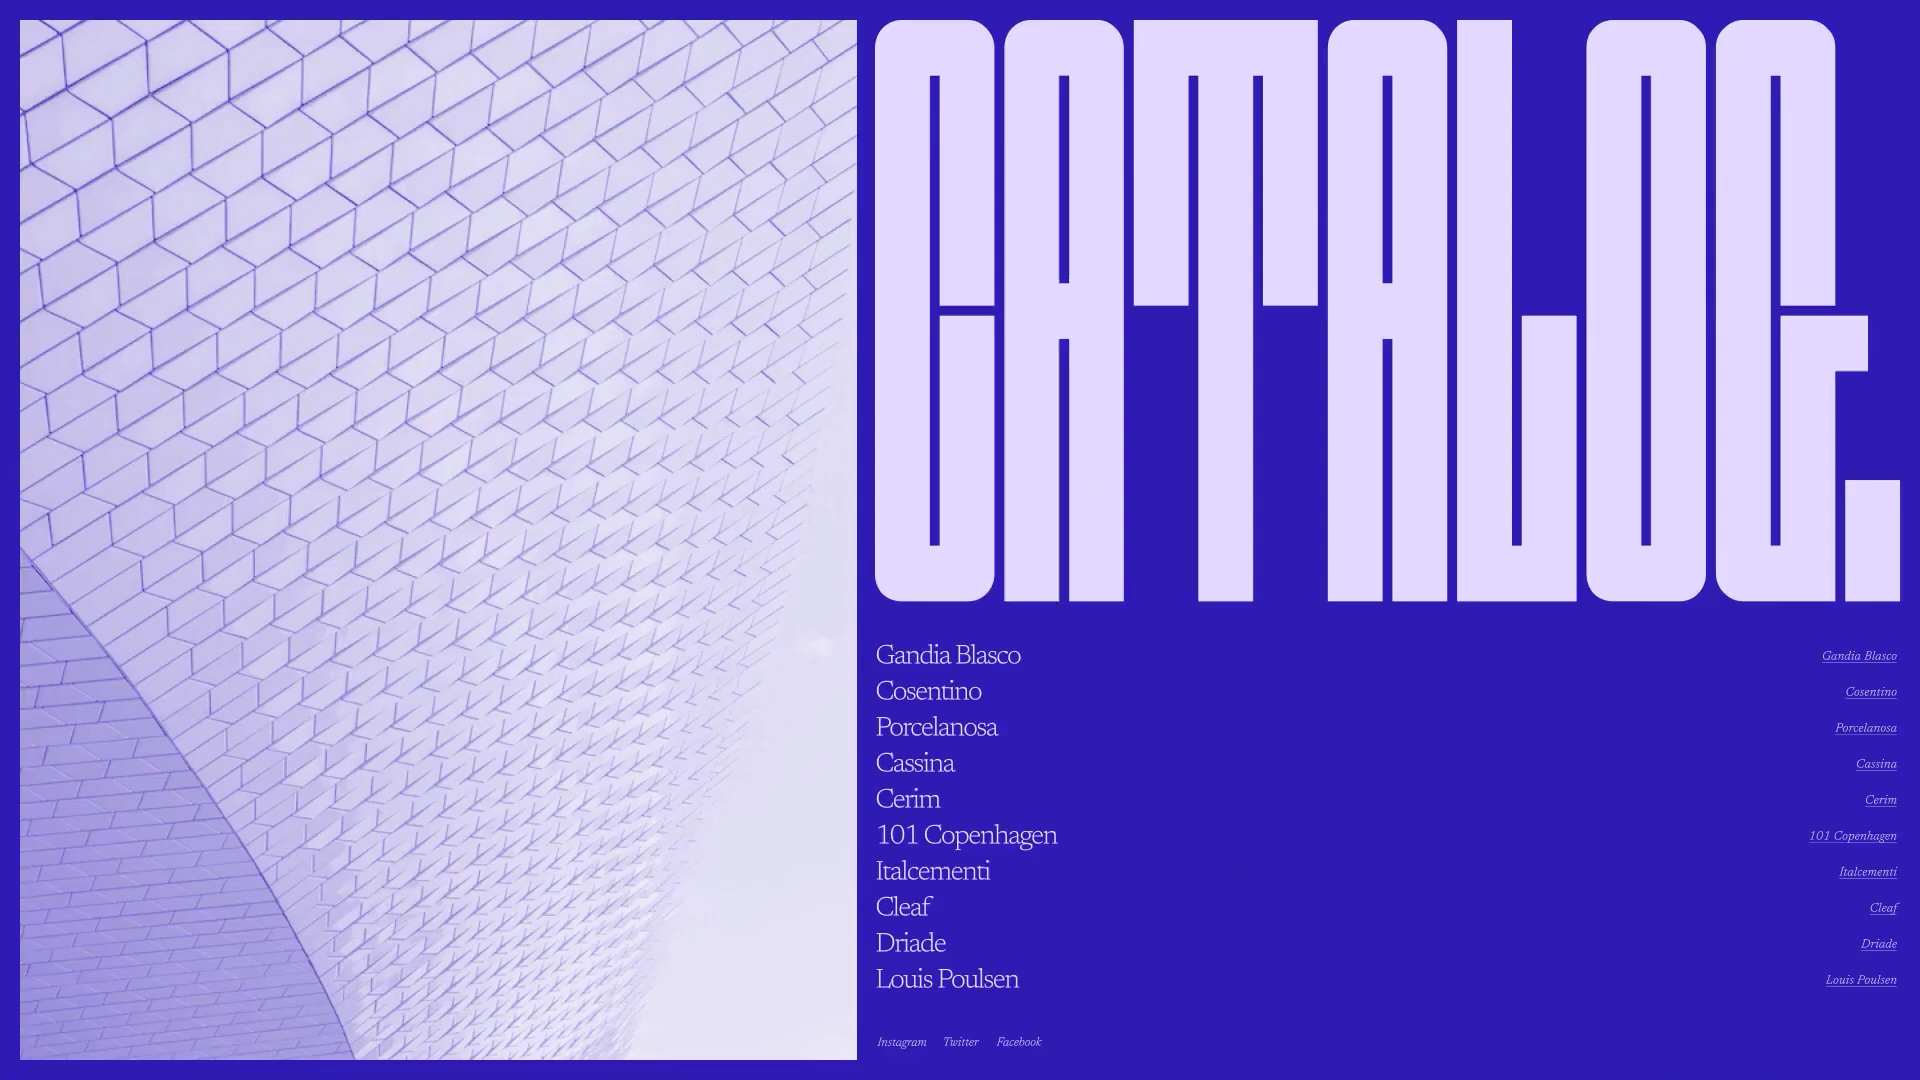 CATALOG.
Gandia Blasco Gandia Blasco
Cosentino Cosentino
Porcelanosa Porcelanosa
Cassina Cassina
Cerim Cerim
101 Copenhagen 101 Copenhagen
Italcementi Italcementi
Cleaf Cleaf
Driade Driade
Louis Poulsen Louis Poulsen
Instagram Twitter Facebook